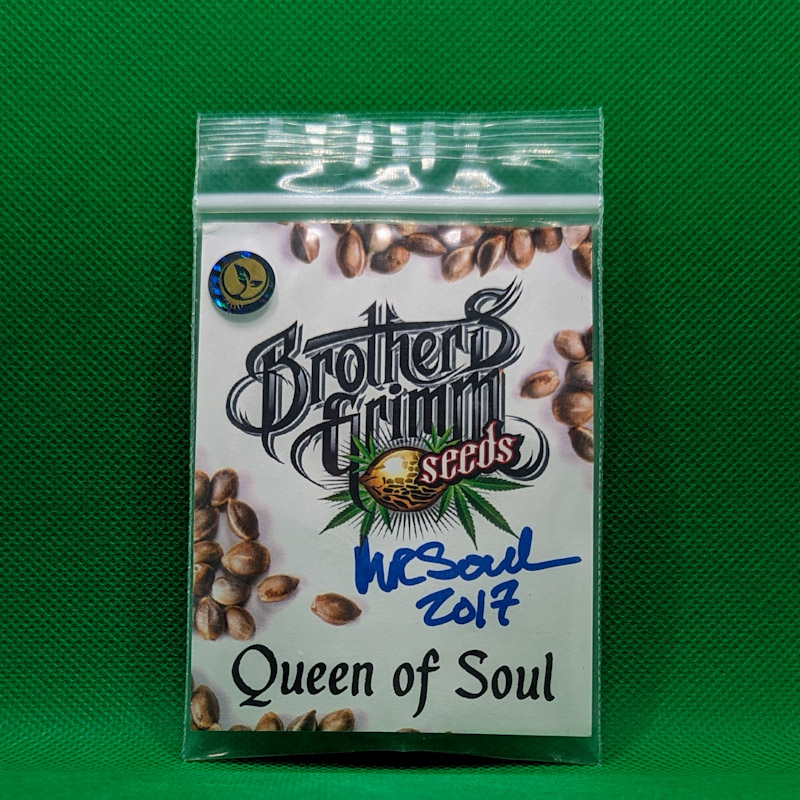 BrotherS
Grimm
seeds
MRSoul
2017
Queen of Soul